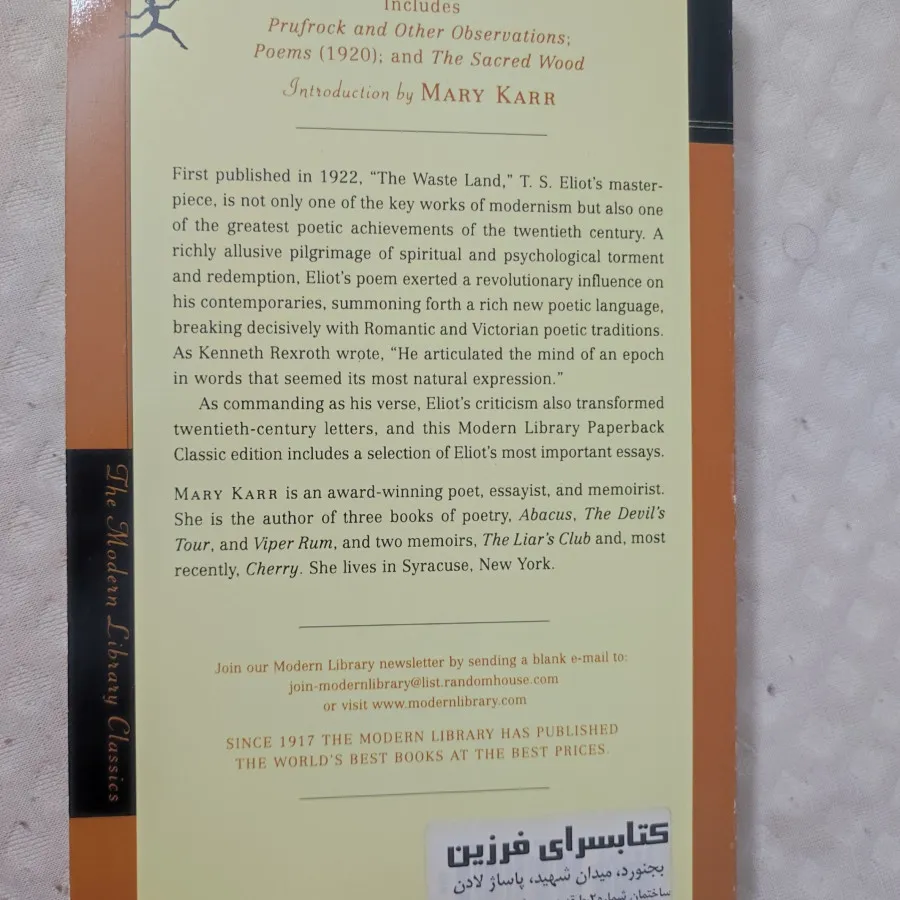 Includes
Prufrock and Other Observations;
Poems (1920); and The Sacred Wood
Introduction by MARY KARR
First published in 1922, “The Waste Land,” T. S. Eliot’s master-
piece, is not only one of the key works of modernism but also one
of the greatest poetic achievements of the twentieth century. A
richly allusive pilgrimage of spiritual and psychological torment
and redemption, Eliot’s poem exerted a revolutionary influence on
his contemporaries, summoning forth a rich new poetic language,
breaking decisively with Romantic and Victorian poetic traditions.
As Kenneth Rexroth wrote, “He articulated the mind of an epoch
in words that seemed its most natural expression.”
As commanding as his verse, Eliot’s criticism also transformed
twentieth-century letters, and this Modern Library Paperback
Classic edition includes a selection of Eliot’s most important essays.
MARY KARR is an award-winning poet, essayist, and memoirist.
She is the author of three books of poetry, Abacus, The Devil’s
Tour, and Viper Rum, and two memoirs, The Liar’s Club and, most
recently, Cherry. She lives in Syracuse, New York.
Join our Modern Library newsletter by sending a blank e-mail to:
join-modernlibrary@list.randomhouse.com
or visit www.modernlibrary.com
SINCE 1917 THE MODERN LIBRARY HAS PUBLISHED
THE WORLD’S BEST BOOKS AT THE BEST PRICES.
The Modern Library Classics
کتابسرای فرزین
بجنورد، میدان شهید، پاساژ لادن
ساختمان شماره۲